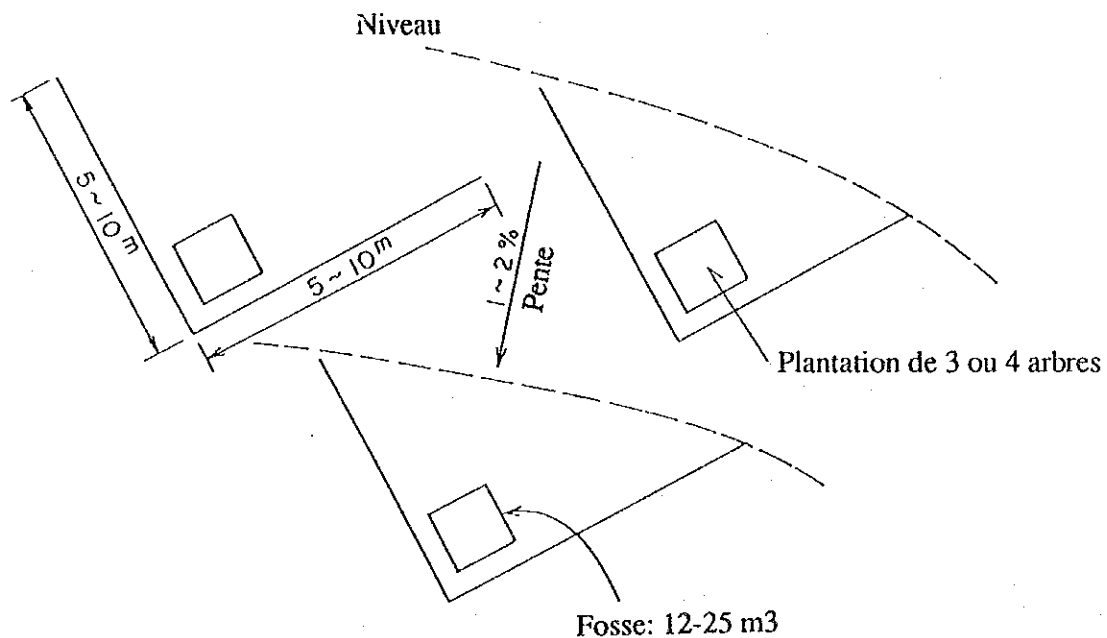 Niveau
5 ~ 10 m
5 ~ 10 m
1 ~ 2 %
Pente
Plantation de 3 ou 4 arbres
Fosse: 12-25 m3